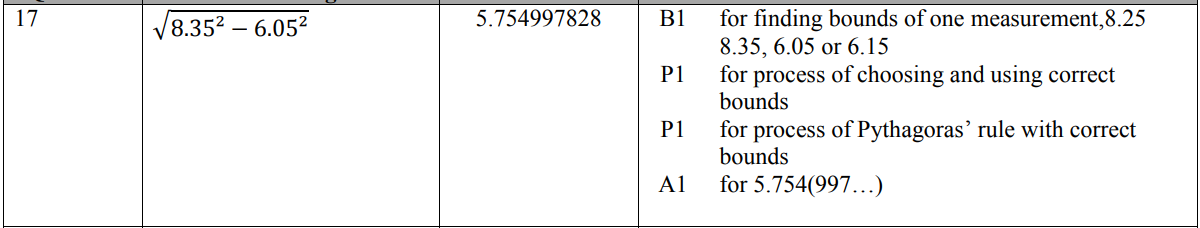 17 √8.35² – 6.05² 5.754997828 B1 for finding bounds of one measurement,8.25
8.35, 6.05 or 6.15
P1 for process of choosing and using correct
bounds
P1 for process of Pythagoras’ rule with correct
bounds
A1 for 5.754(997…)